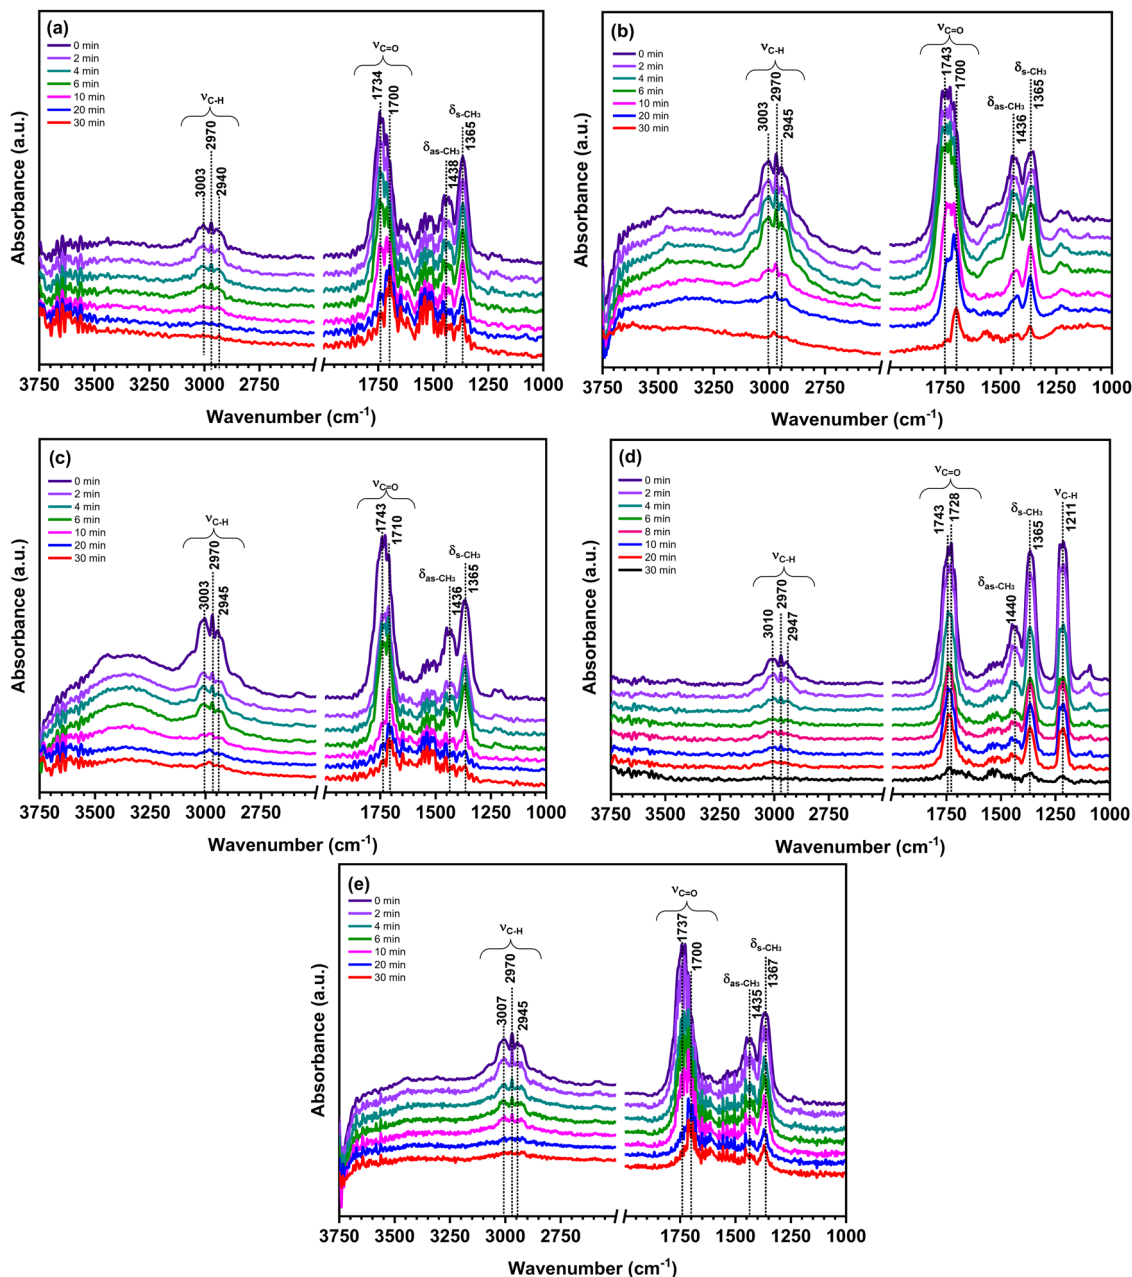 (a)
0 min
2 min
4 min
6 min
10 min
20 min
30 min
νC-H
3003
2970
2940
νC=O
1734
1700
δas-CH₃
1438
δs-CH₃
1365
Absorbance (a.u.)
3750 3500 3250 3000 2750 1750 1500 1250 1000
Wavenumber (cm⁻¹)
(b)
0 min
2 min
4 min
6 min
10 min
20 min
30 min
νC-H
3003
2970
2945
νC=O
1743
1700
δas-CH₃
1436
δs-CH₃
1365
Absorbance (a.u.)
3750 3500 3250 3000 2750 1750 1500 1250 1000
Wavenumber (cm⁻¹)
(c)
0 min
2 min
4 min
6 min
10 min
20 min
30 min
νC-H
3003
2970
2945
νC=O
1743
1710
δas-CH₃
1436
δs-CH₃
1365
Absorbance (a.u.)
3750 3500 3250 3000 2750 1750 1500 1250 1000
Wavenumber (cm⁻¹)
(d)
0 min
2 min
4 min
6 min
8 min
10 min
20 min
30 min
νC-H
3010
2970
2947
νC=O
1743
1728
δas-CH₃
1440
δs-CH₃
1365
νC-H
1211
Absorbance (a.u.)
3750 3500 3250 3000 2750 1750 1500 1250 1000
Wavenumber (cm⁻¹)
(e)
0 min
2 min
4 min
6 min
10 min
20 min
30 min
νC-H
3007
2970
2945
νC=O
1737
1700
δas-CH₃
1435
δs-CH₃
1367
Absorbance (a.u.)
3750 3500 3250 3000 2750 1750 1500 1250 1000
Wavenumber (cm⁻¹)